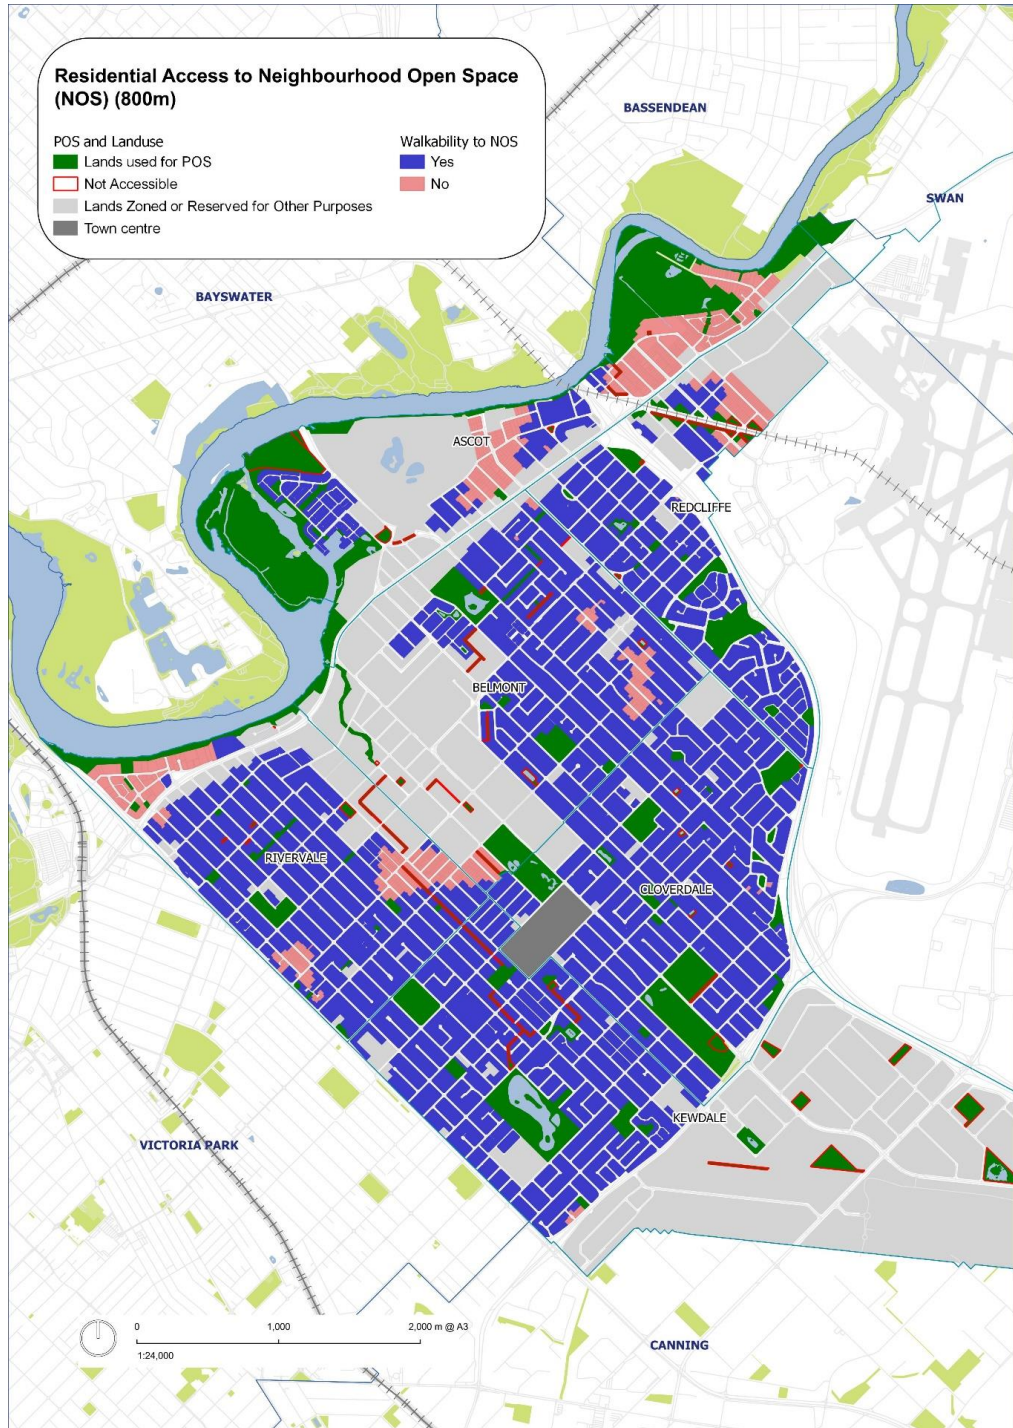 Residential Access to Neighbourhood Open Space
(NOS) (800m)
POS and Landuse
Lands used for POS
Not Accessible
Lands Zoned or Reserved for Other Purposes
Town centre
Walkability to NOS
Yes
No
BASSENDEAN
SWAN
BAYSWATER
ASCOT
REDCLIFFE
BELMONT
RIVERVALE
CLOVERDALE
KEWDALE
VICTORIA PARK
CANNING
0 1,000 2,000 m @ A3
1:24,000